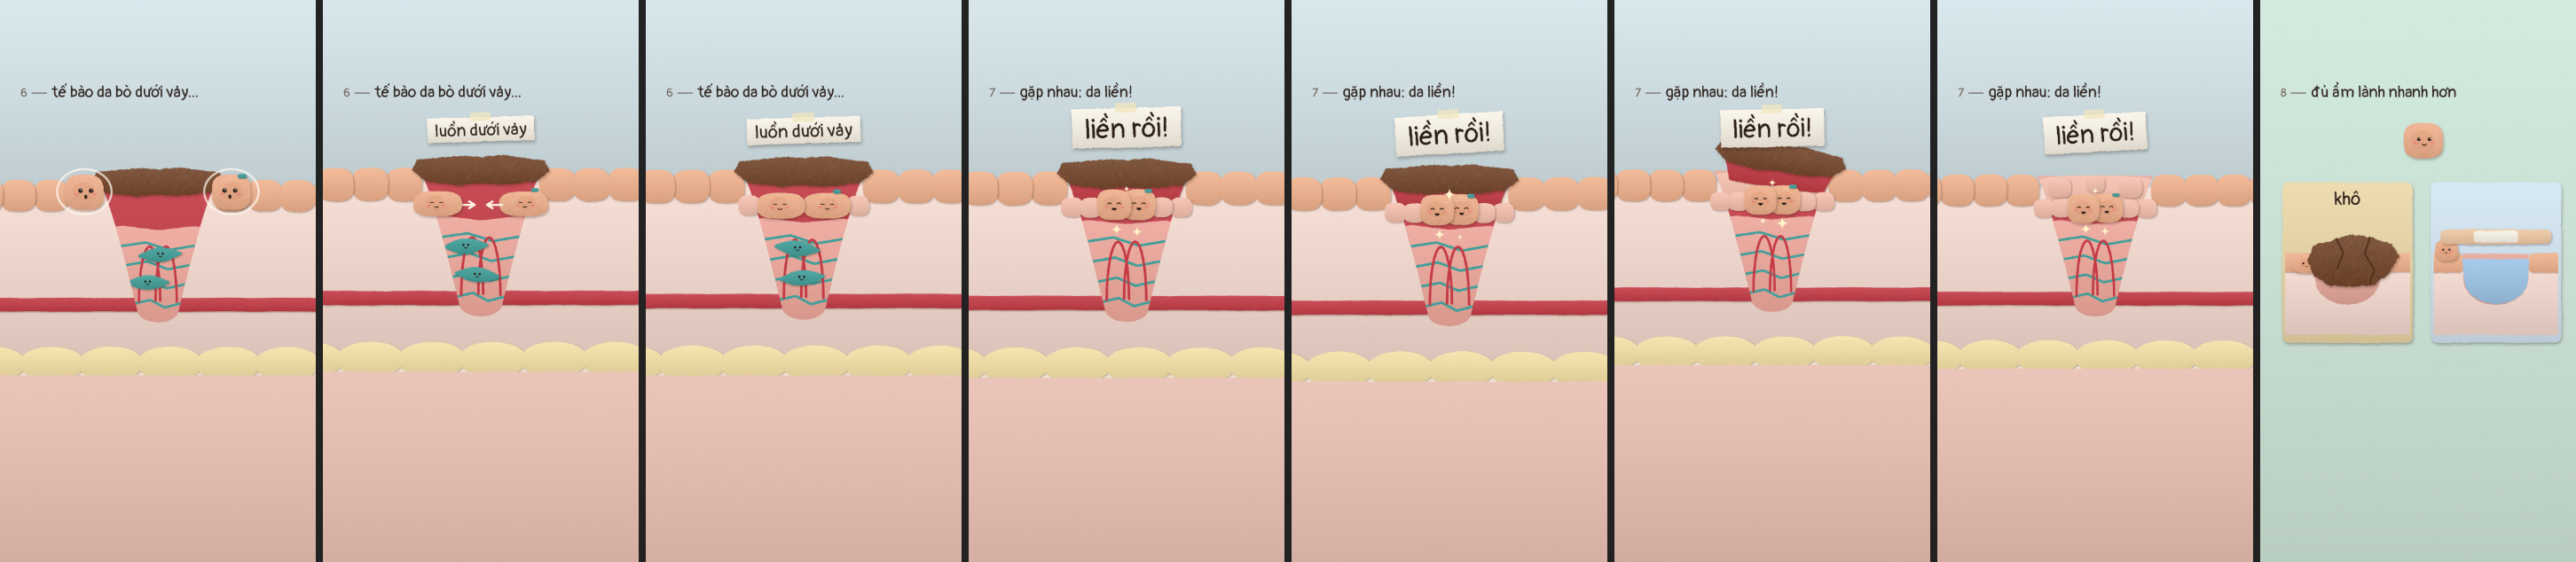 6 — tế bào da bò dưới vảy...
6 — tế bào da bò dưới vảy...
luồn dưới vảy
6 — tế bào da bò dưới vảy...
luồn dưới vảy
7 — gặp nhau: da liền!
liền rồi!
7 — gặp nhau: da liền!
liền rồi!
7 — gặp nhau: da liền!
liền rồi!
7 — gặp nhau: da liền!
liền rồi!
8 — đủ ẩm lành nhanh hơn
khô